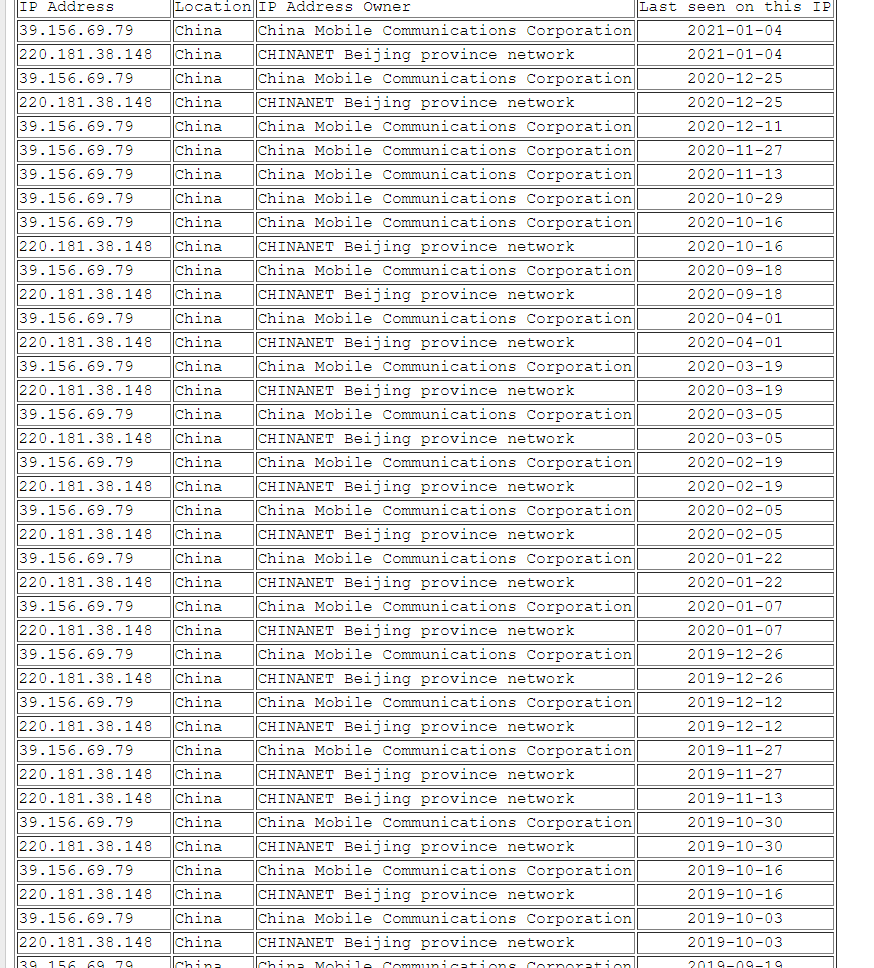 IP Address Location IP Address Owner Last seen on this IP
39.156.69.79 China China Mobile Communications Corporation 2021-01-04
220.181.38.148 China CHINANET Beijing province network 2021-01-04
39.156.69.79 China China Mobile Communications Corporation 2020-12-25
220.181.38.148 China CHINANET Beijing province network 2020-12-25
39.156.69.79 China China Mobile Communications Corporation 2020-12-11
39.156.69.79 China China Mobile Communications Corporation 2020-11-27
39.156.69.79 China China Mobile Communications Corporation 2020-11-13
39.156.69.79 China China Mobile Communications Corporation 2020-10-29
39.156.69.79 China China Mobile Communications Corporation 2020-10-16
220.181.38.148 China CHINANET Beijing province network 2020-10-16
39.156.69.79 China China Mobile Communications Corporation 2020-09-18
220.181.38.148 China CHINANET Beijing province network 2020-09-18
39.156.69.79 China China Mobile Communications Corporation 2020-04-01
220.181.38.148 China CHINANET Beijing province network 2020-04-01
39.156.69.79 China China Mobile Communications Corporation 2020-03-19
220.181.38.148 China CHINANET Beijing province network 2020-03-19
39.156.69.79 China China Mobile Communications Corporation 2020-03-05
220.181.38.148 China CHINANET Beijing province network 2020-03-05
39.156.69.79 China China Mobile Communications Corporation 2020-02-19
220.181.38.148 China CHINANET Beijing province network 2020-02-19
39.156.69.79 China China Mobile Communications Corporation 2020-02-05
220.181.38.148 China CHINANET Beijing province network 2020-02-05
39.156.69.79 China China Mobile Communications Corporation 2020-01-22
220.181.38.148 China CHINANET Beijing province network 2020-01-22
39.156.69.79 China China Mobile Communications Corporation 2020-01-07
220.181.38.148 China CHINANET Beijing province network 2020-01-07
39.156.69.79 China China Mobile Communications Corporation 2019-12-26
220.181.38.148 China CHINANET Beijing province network 2019-12-26
39.156.69.79 China China Mobile Communications Corporation 2019-12-12
220.181.38.148 China CHINANET Beijing province network 2019-12-12
39.156.69.79 China China Mobile Communications Corporation 2019-11-27
220.181.38.148 China CHINANET Beijing province network 2019-11-27
220.181.38.148 China CHINANET Beijing province network 2019-11-13
39.156.69.79 China China Mobile Communications Corporation 2019-10-30
220.181.38.148 China CHINANET Beijing province network 2019-10-30
39.156.69.79 China China Mobile Communications Corporation 2019-10-16
220.181.38.148 China CHINANET Beijing province network 2019-10-16
39.156.69.79 China China Mobile Communications Corporation 2019-10-03
220.181.38.148 China CHINANET Beijing province network 2019-10-03
39.156.69.79 China China Mobile Communications Corporation 2019-09-19